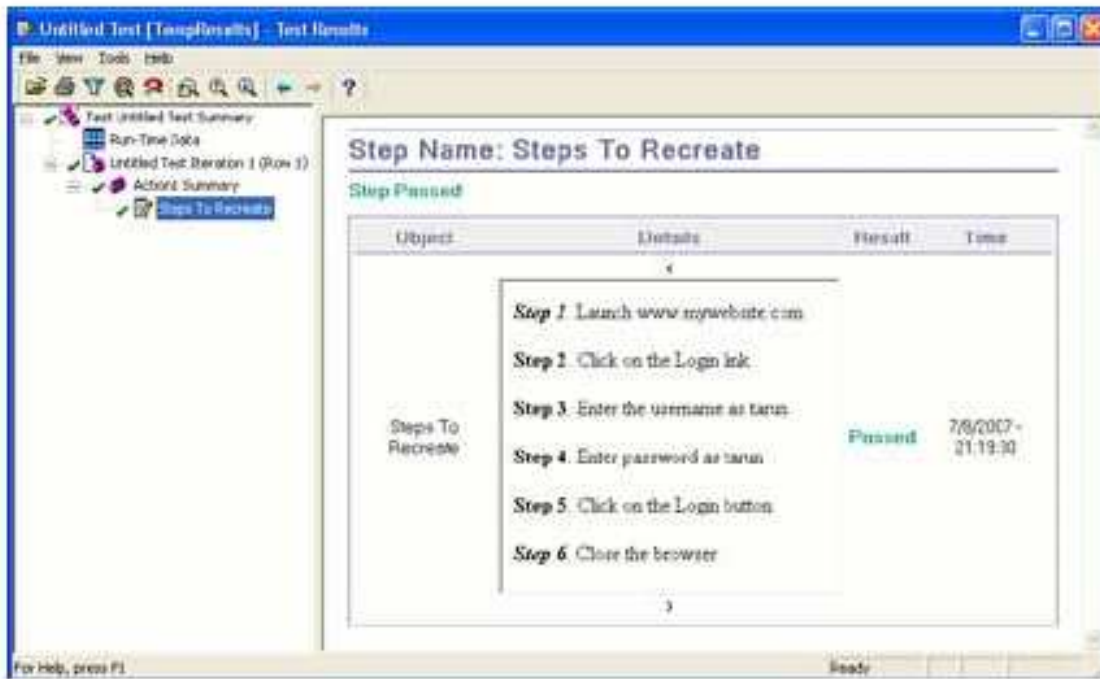 Untitled Test [TempResults] - Test Results
File View Tools Help
Test Untitled Test Summary
Run-Time Data
Untitled Test Iteration 1 (Row 1)
Action1 Summary
Steps To Recreate
Step Name: Steps To Recreate
Step Passed
Object Details Result Time
Step 1. Launch www.mywebsite.com
Step 2. Click on the Login link
Step 3. Enter the username as tarun
Step 4. Enter password as tarun
Step 5. Click on the Login button
Step 6. Close the browser
Steps To
Recreate
Passed
7/8/2007 -
21:19:30
For Help, press F1
Ready